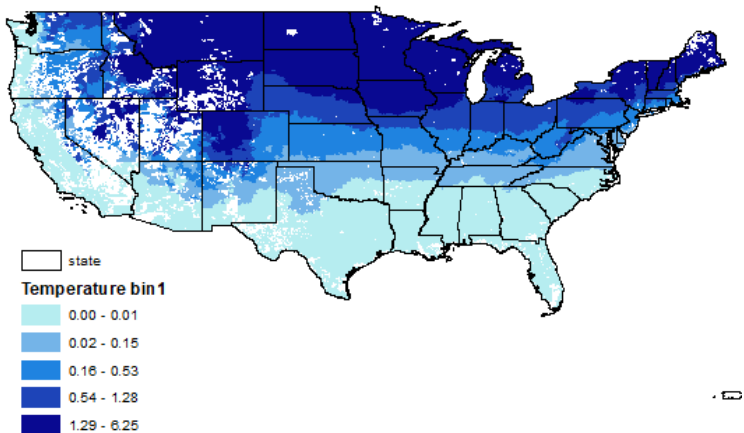 state
Temperature bin1
0.00 - 0.01
0.02 - 0.15
0.16 - 0.53
0.54 - 1.28
1.29 - 6.25